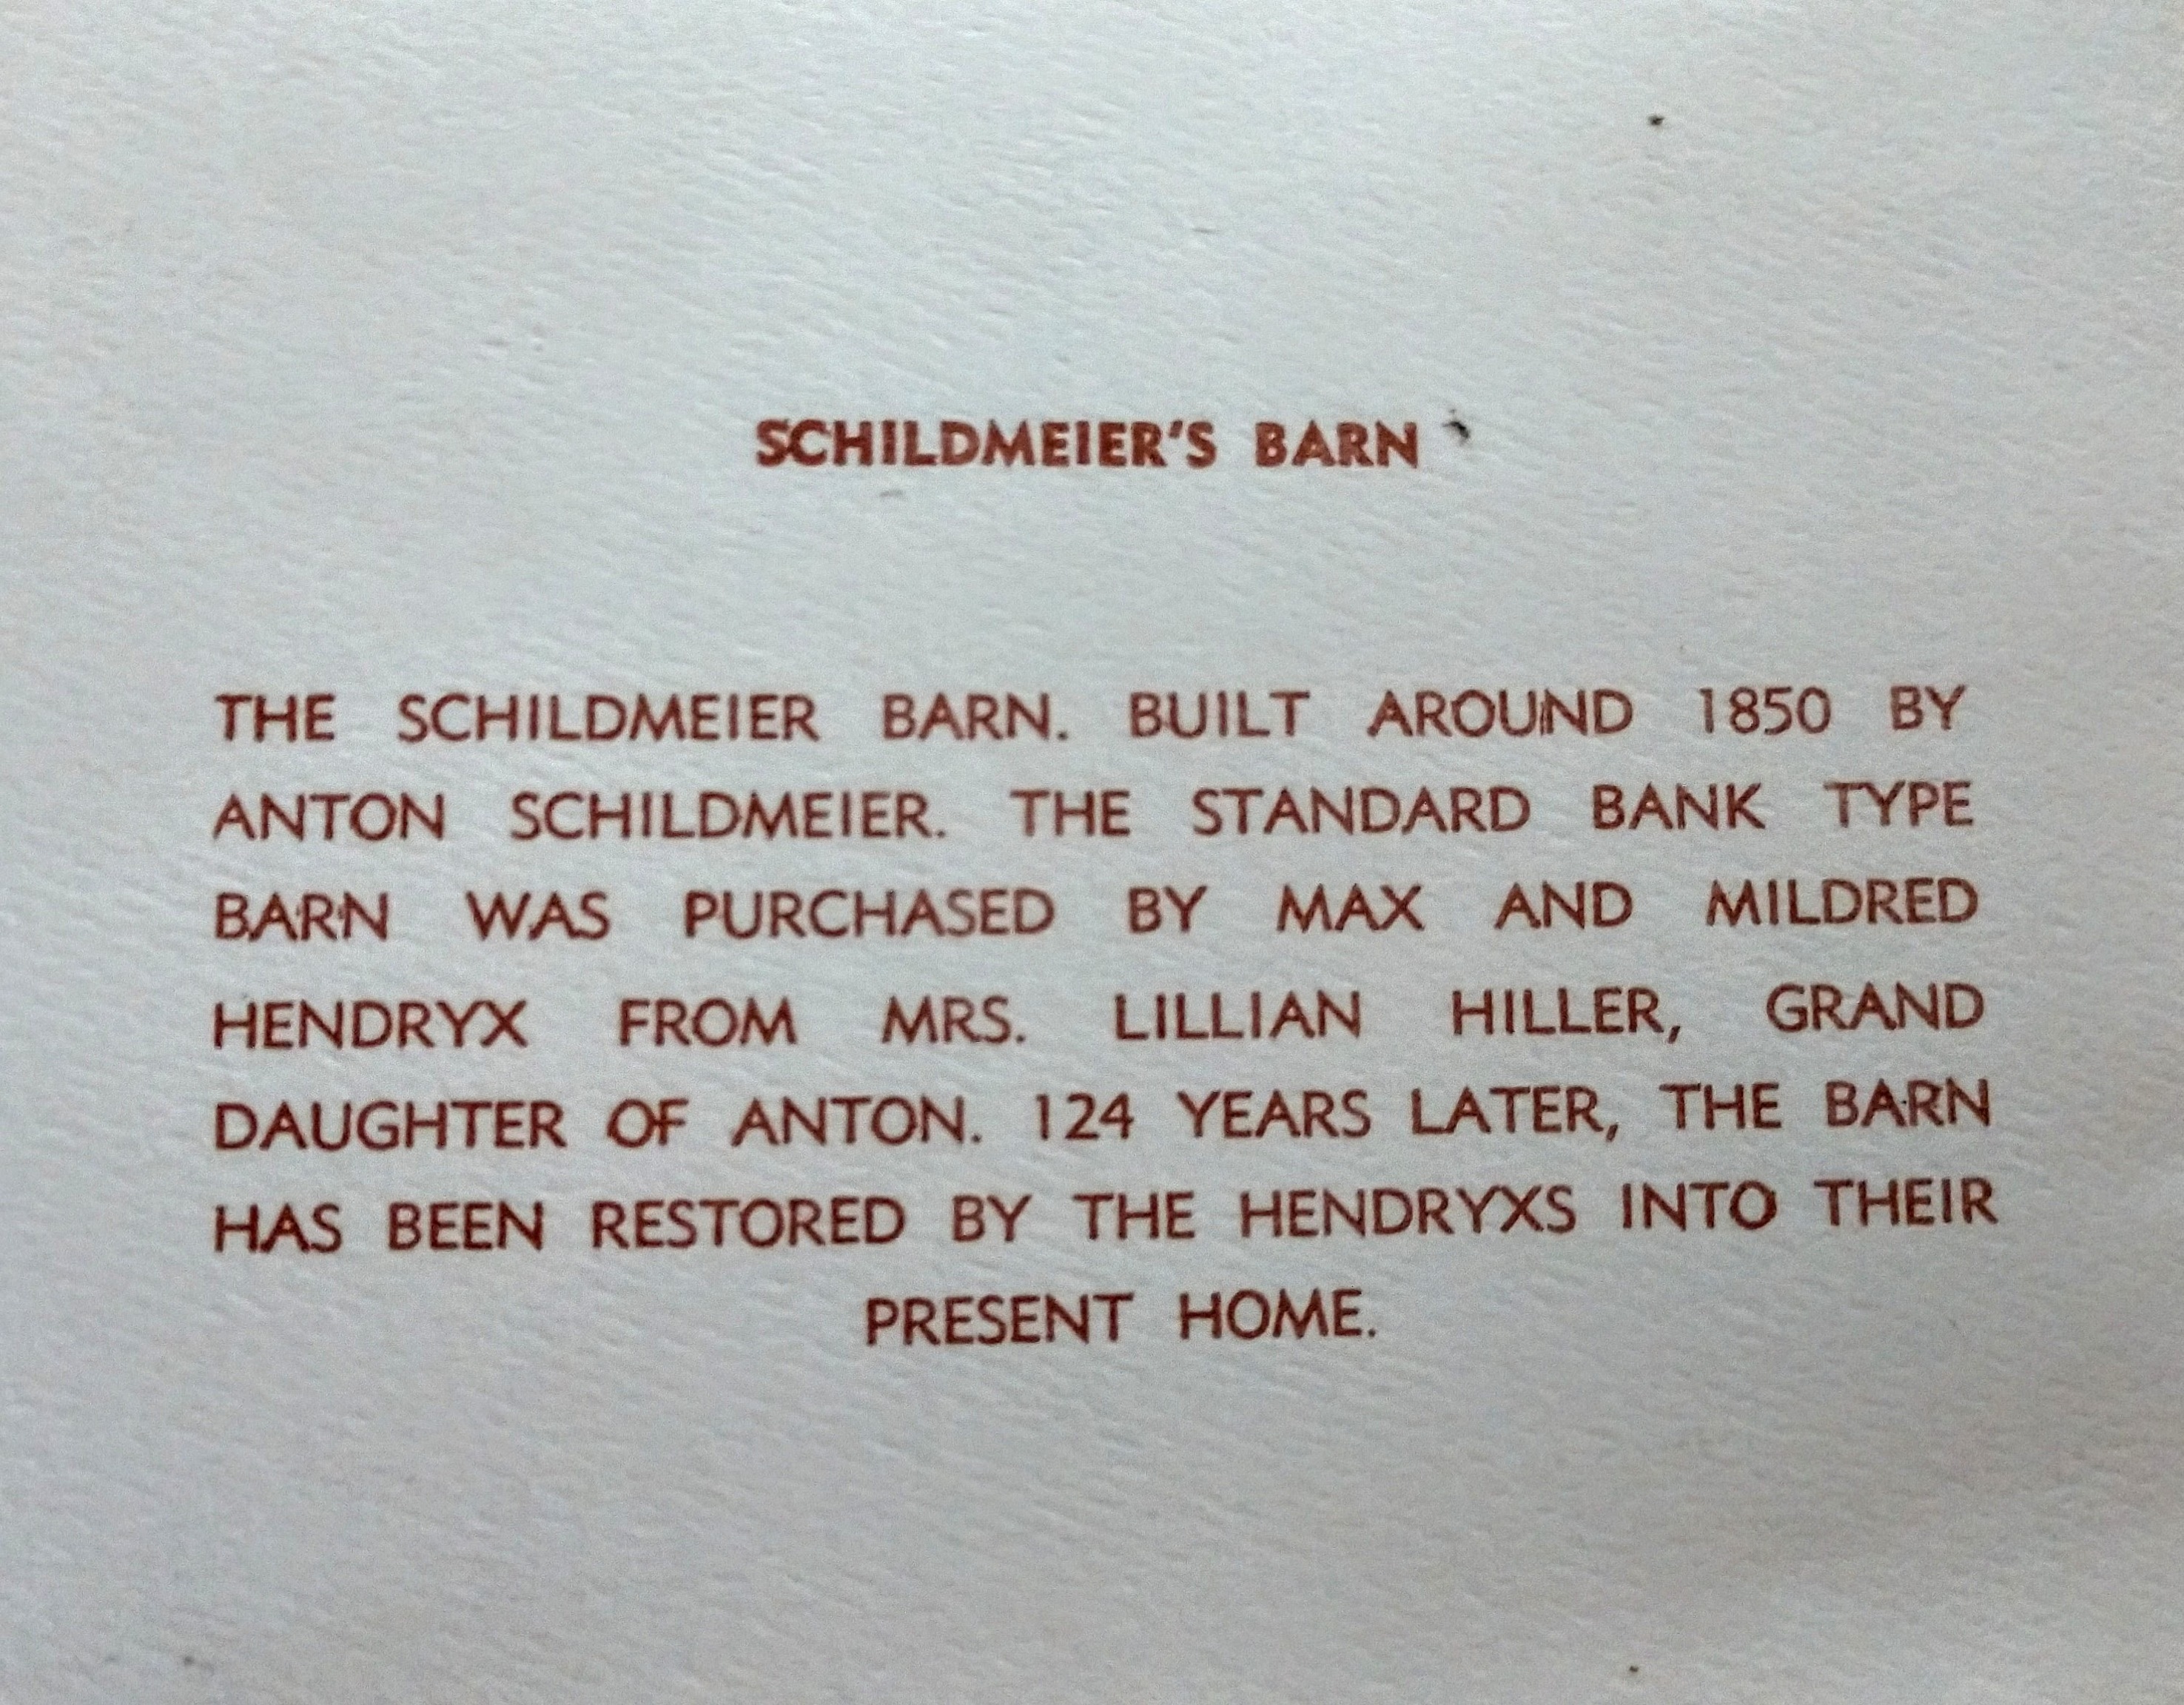 SCHILDMEIER'S BARN
THE SCHILDMEIER BARN. BUILT AROUND 1850 BY
ANTON SCHILDMEIER. THE STANDARD BANK TYPE
BARN WAS PURCHASED BY MAX AND MILDRED
HENDRYX FROM MRS. LILLIAN HILLER, GRAND
DAUGHTER OF ANTON. 124 YEARS LATER, THE BARN
HAS BEEN RESTORED BY THE HENDRYXS INTO THEIR
PRESENT HOME.